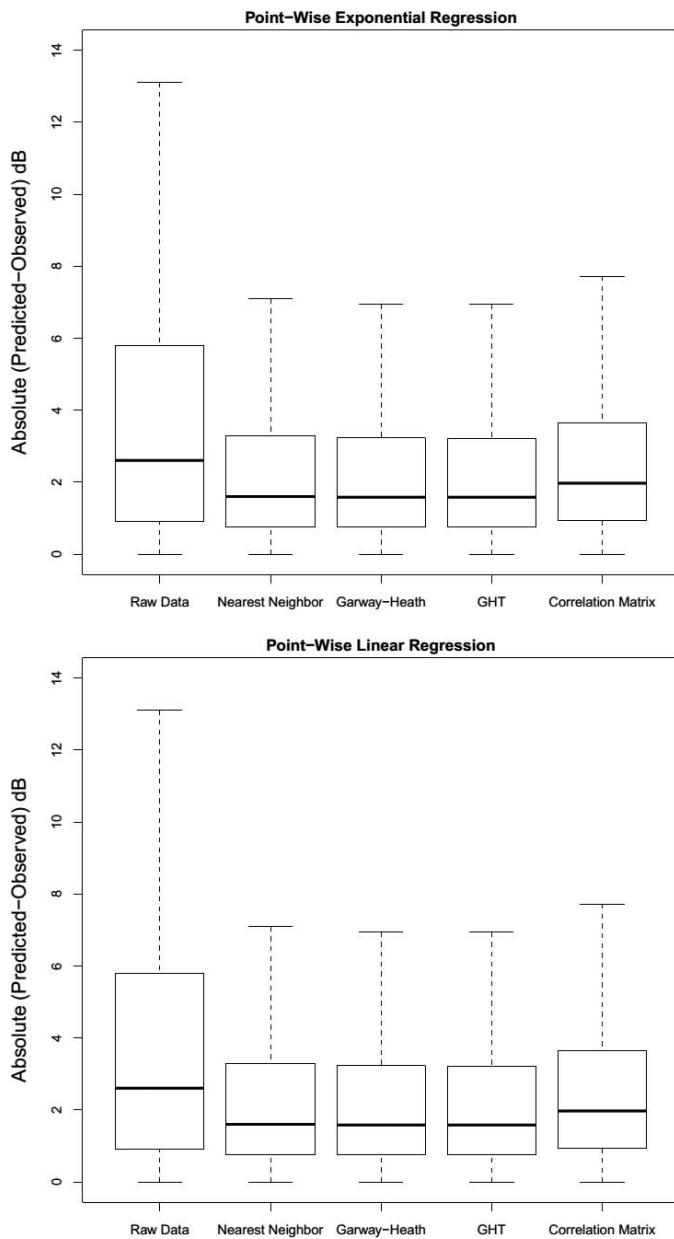 Point−Wise Exponential Regression
Absolute (Predicted−Observed) dB
14
12
10
8
6
4
2
0
Raw Data Nearest Neighbor Garway−Heath GHT Correlation Matrix
Point−Wise Linear Regression
Absolute (Predicted−Observed) dB
14
12
10
8
6
4
2
0
Raw Data Nearest Neighbor Garway−Heath GHT Correlation Matrix